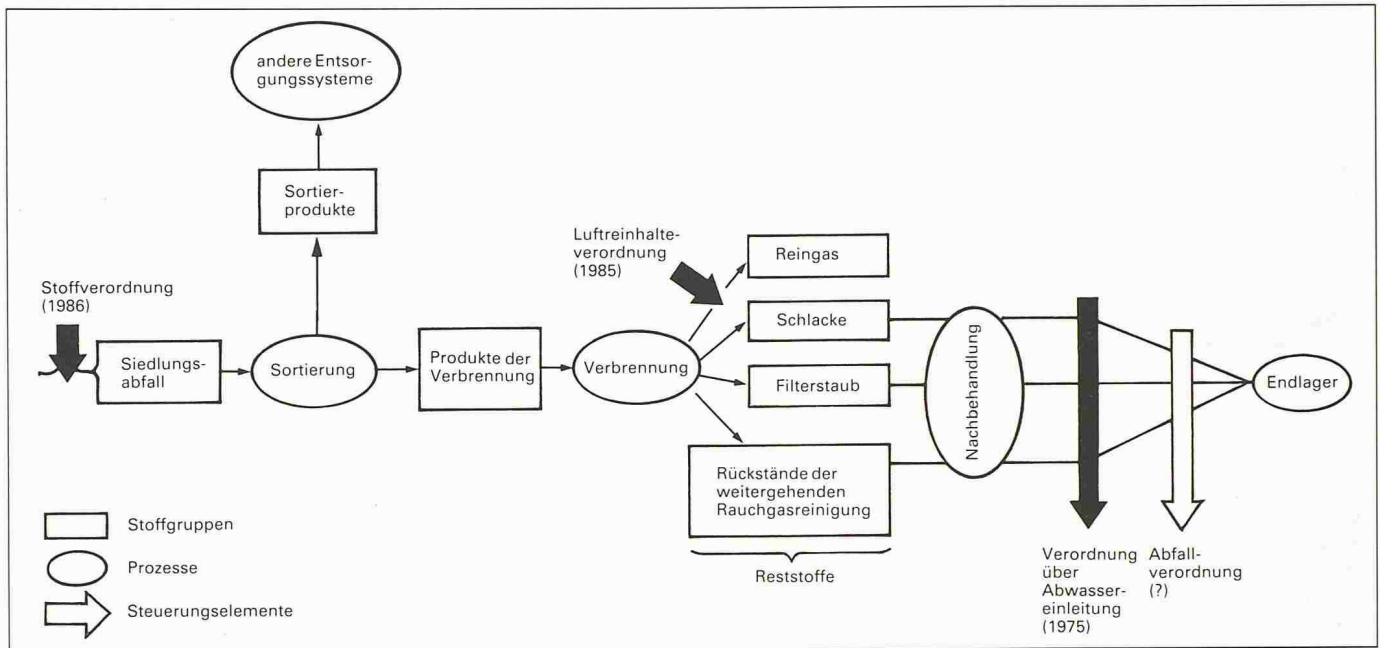 andere Entsor-
gungssysteme
Sortier-
produkte
Stoffverordnung
(1986)
Siedlungs-
abfall
Sortierung
Produkte der
Verbrennung
Verbrennung
Luftreinhalte-
verordnung
(1985)
Reingas
Schlacke
Filterstaub
Rückstände der
weitergehenden
Rauchgasreinigung
Reststoffe
Nachbehandlung
Verordnung
über
Abwasser-
einleitung
(1975)
Abfall-
verordnung
(?)
Endlager
Stoffgruppen
Prozesse
Steuerungselemente